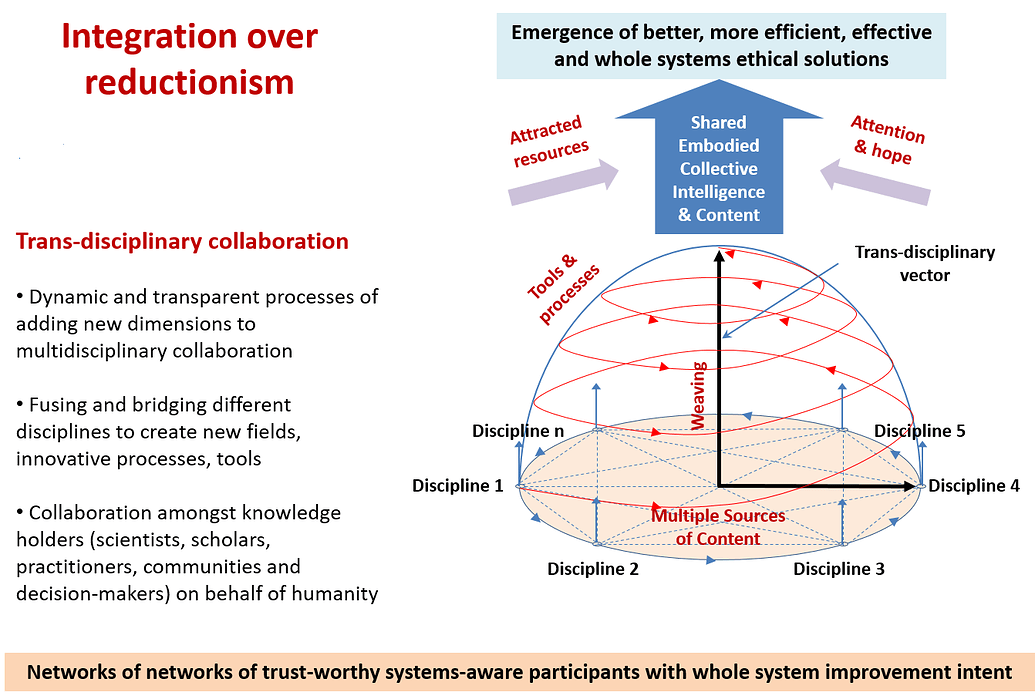 Integration over
reductionism
Trans-disciplinary collaboration
• Dynamic and transparent processes of
adding new dimensions to
multidisciplinary collaboration
• Fusing and bridging different
disciplines to create new fields,
innovative processes, tools
• Collaboration amongst knowledge
holders (scientists, scholars,
practitioners, communities and
decision-makers) on behalf of humanity
Emergence of better, more efficient, effective
and whole systems ethical solutions
Attracted
resources
Shared
Embodied
Collective
Intelligence
& Content
Attention
& hope
Tools &
processes
Trans-disciplinary
vector
Weaving
Discipline n
Discipline 5
Discipline 1
Discipline 4
Multiple Sources
of Content
Discipline 2
Discipline 3
Networks of networks of trust-worthy systems-aware participants with whole system improvement intent